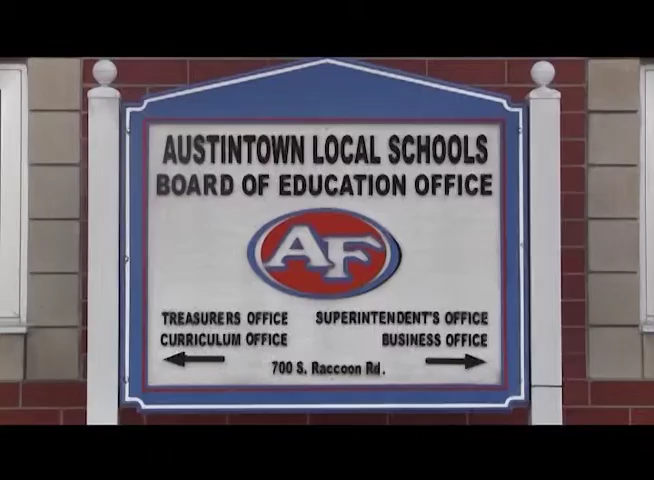 AUSTINTOWN LOCAL SCHOOLS
BOARD OF EDUCATION OFFICE
AF
TREASURERS OFFICE SUPERINTENDENT'S OFFICE
CURRICULUM OFFICE BUSINESS OFFICE
700 S. Raccoon Rd.